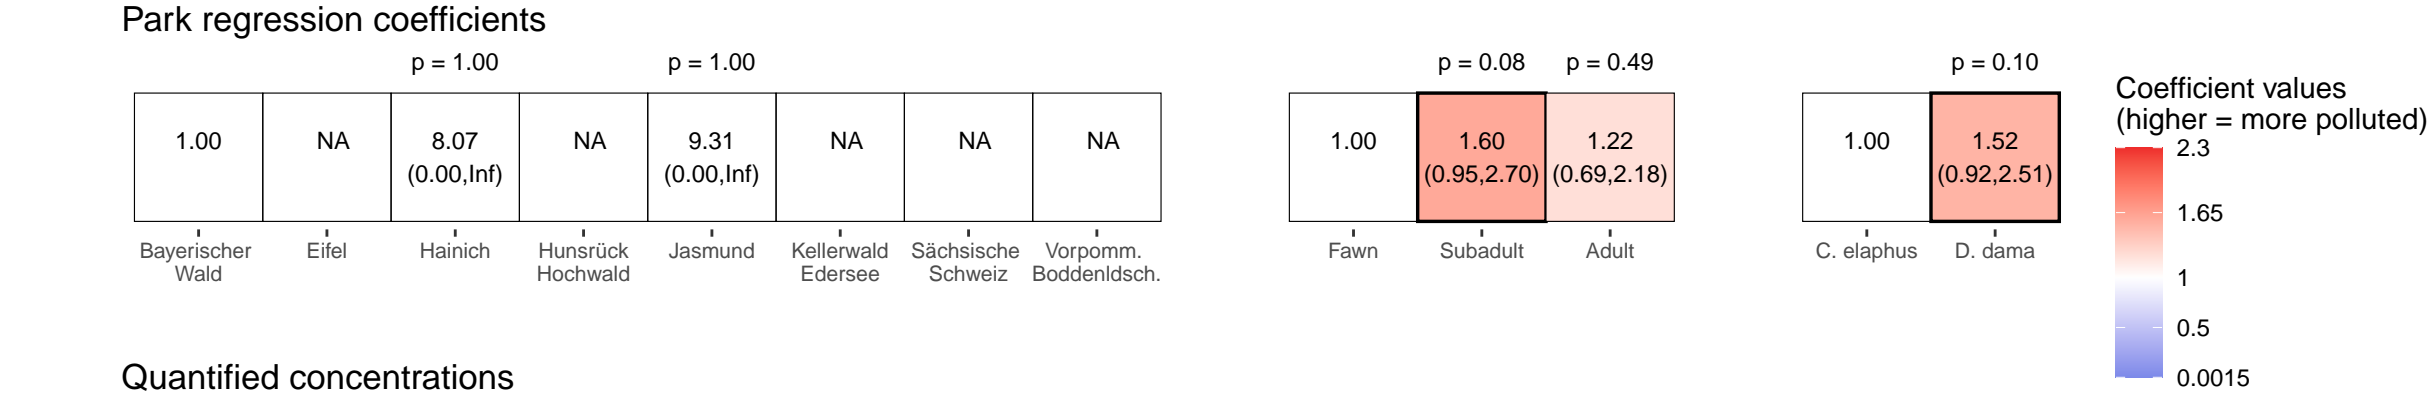 Park regression coefficients
p = 1.00
p = 1.00
p = 0.08
p = 0.49
p = 0.10
1.00
NA
8.07
(0.00,Inf)
NA
9.31
(0.00,Inf)
NA
NA
NA
1.00
1.60
(0.95,2.70)
1.22
(0.69,2.18)
1.00
1.52
(0.92,2.51)
Bayerischer
Wald
Eifel
Hainich
Hunsrück
Hochwald
Jasmund
Kellerwald
Edersee
Sächsische
Schweiz
Vorpomm.
Boddenldsch.
Fawn
Subadult
Adult
C. elaphus
D. dama
Coefficient values
(higher = more polluted)
2.3
1.65
1
0.5
0.0015
Quantified concentrations